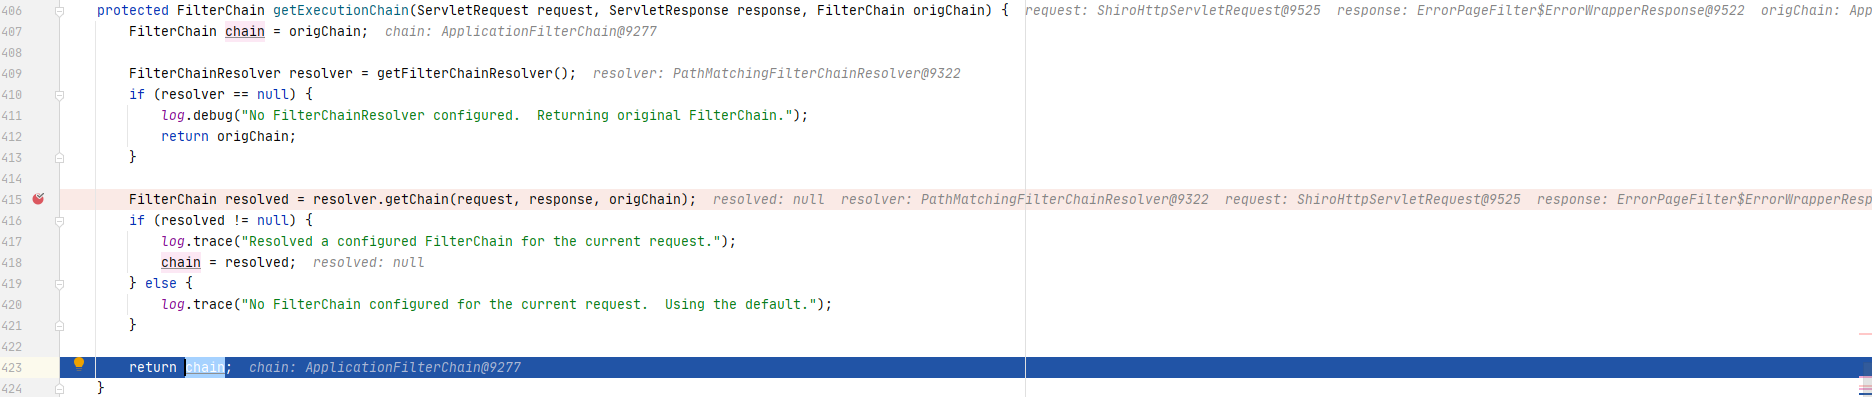 406 protected FilterChain getExecutionChain(ServletRequest request, ServletResponse response, FilterChain origChain) { request: ShiroHttpServletRequest@9525 response: ErrorPageFilter$ErrorWrapperResponse@9522 origChain: App
407 FilterChain chain = origChain; chain: ApplicationFilterChain@9277
408
409 FilterChainResolver resolver = getFilterChainResolver(); resolver: PathMatchingFilterChainResolver@9322
410 if (resolver == null) {
411 log.debug("No FilterChainResolver configured.  Returning original FilterChain.");
412 return origChain;
413 }
414
415 FilterChain resolved = resolver.getChain(request, response, origChain); resolved: null resolver: PathMatchingFilterChainResolver@9322 request: ShiroHttpServletRequest@9525 response: ErrorPageFilter$ErrorWrapperResp
416 if (resolved != null) {
417 log.trace("Resolved a configured FilterChain for the current request.");
418 chain = resolved; resolved: null
419 } else {
420 log.trace("No FilterChain configured for the current request.  Using the default.");
421 }
422
423 return chain; chain: ApplicationFilterChain@9277
424 }